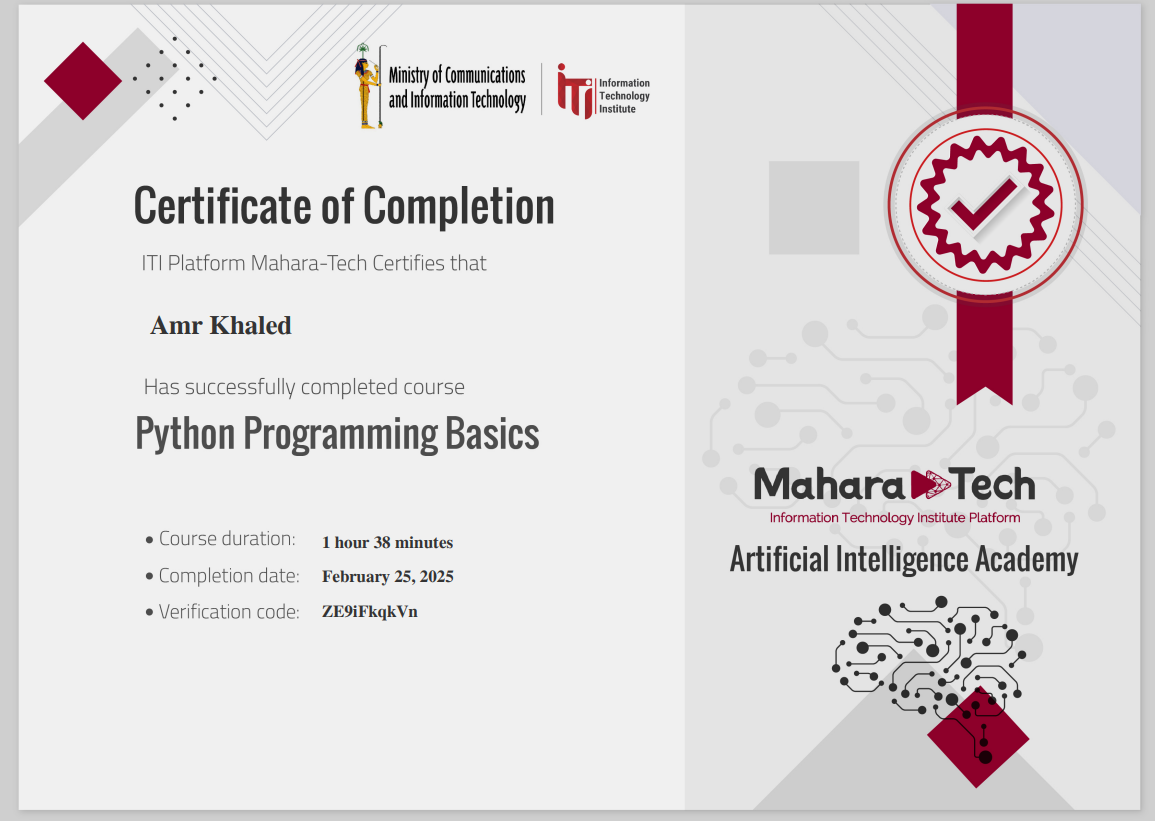 Ministry of Communications
and Information Technology
iTi
Information
Technology
Institute
Certificate of Completion
ITI Platform Mahara-Tech Certifies that
Amr Khaled
Has successfully completed course
Python Programming Basics
• Course duration: 1 hour 38 minutes
• Completion date: February 25, 2025
• Verification code: ZE9iFkqkVn
Mahara Tech
Information Technology Institute Platform
Artificial Intelligence Academy